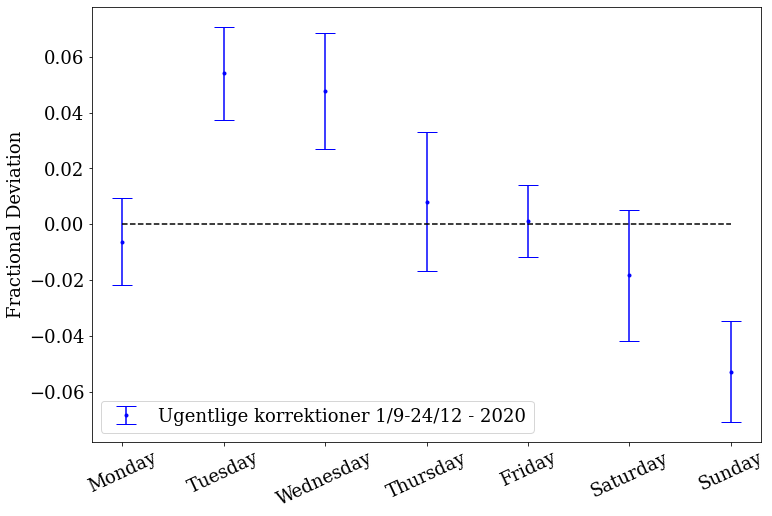 Fractional Deviation
0.06
0.04
0.02
0.00
−0.02
−0.04
−0.06
Ugentlige korrektioner 1/9-24/12 - 2020
Monday Tuesday Wednesday Thursday Friday Saturday Sunday